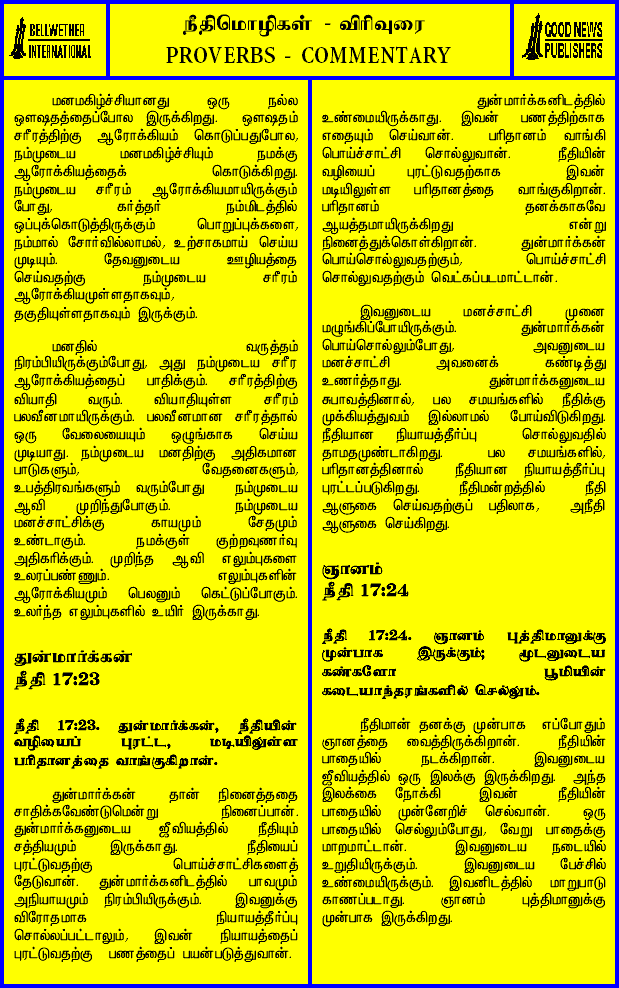 BELLWETHER
INTERNATIONAL
நீதிமொழிகள் - விரிவுரை
PROVERBS - COMMENTARY
GOOD NEWS
PUBLISHERS
மனமகிழ்ச்சியானது ஒரு நல்ல
ஔஷதத்தைப்போல இருக்கிறது. ஔஷதம்
சரீரத்திற்கு ஆரோக்கியம் கொடுப்பதுபோல,
நம்முடைய மனமகிழ்ச்சியும் நமக்கு
ஆரோக்கியத்தைக் கொடுக்கிறது.
நம்முடைய சரீரம் ஆரோக்கியமாயிருக்கும்
போது, கர்த்தர் நம்மிடத்தில்
ஒப்புக்கொடுத்திருக்கும் பொறுப்புக்களை,
நம்மால் சோர்வில்லாமல், உற்சாகமாய் செய்ய
முடியும். தேவனுடைய ஊழியத்தை
செய்வதற்கு நம்முடைய சரீரம்
ஆரோக்கியமுள்ளதாகவும்,
தகுதியுள்ளதாகவும் இருக்கும்.
மனதில் வருத்தம்
நிரம்பியிருக்கும்போது, அது நம்முடைய சரீர
ஆரோக்கியத்தைப் பாதிக்கும். சரீரத்திற்கு
வியாதி வரும். வியாதியுள்ள சரீரம்
பலவீனமாயிருக்கும். பலவீனமான சரீரத்தால்
ஒரு வேலையையும் ஒழுங்காக செய்ய
முடியாது. நம்முடைய மனதிற்கு அதிகமான
பாடுகளும், வேதனைகளும்,
உபத்திரவங்களும் வரும்போது நம்முடைய
ஆவி முறிந்துபோகும். நம்முடைய
மனச்சாட்சிக்கு காயமும் சேதமும்
உண்டாகும். நமக்குள் குற்றவுணர்வு
அதிகரிக்கும். முறிந்த ஆவி எலும்புகளை
உலரப்பண்ணும். எலும்புகளின்
ஆரோக்கியமும் பெலனும் கெட்டுப்போகும்.
உலர்ந்த எலும்புகளில் உயிர் இருக்காது.
துன்மார்க்கன்
நீதி 17:23
நீதி 17:23. துன்மார்க்கன், நீதியின்
வழியைப் புரட்ட, மடியிலுள்ள
பரிதானத்தை வாங்குகிறான்.
துன்மார்க்கன் தான் நினைத்ததை
சாதிக்கவேண்டுமென்று நினைப்பான்.
துன்மார்க்கனுடைய ஜீவியத்தில் நீதியும்
சத்தியமும் இருக்காது. நீதியைப்
புரட்டுவதற்கு பொய்ச்சாட்சிகளைத்
தேடுவான். துன்மார்க்கனிடத்தில் பாவமும்
அநியாயமும் நிரம்பியிருக்கும். இவனுக்கு
விரோதமாக நியாயத்தீர்ப்பு
சொல்லப்பட்டாலும், இவன் நியாயத்தைப்
புரட்டுவதற்கு பணத்தைப் பயன்படுத்துவான்.
துன்மார்க்கனிடத்தில்
உண்மையிருக்காது. இவன் பணத்திற்காக
எதையும் செய்வான். பரிதானம் வாங்கி
பொய்ச்சாட்சி சொல்லுவான். நீதியின்
வழியைப் புரட்டுவதற்காக இவன்
மடியிலுள்ள பரிதானத்தை வாங்குகிறான்.
பரிதானம் தனக்காகவே
ஆயத்தமாயிருக்கிறது என்று
நினைத்துக்கொள்கிறான். துன்மார்க்கன்
பொய்சொல்லுவதற்கும், பொய்ச்சாட்சி
சொல்லுவதற்கும் வெட்கப்படமாட்டான்.
இவனுடைய மனச்சாட்சி முனை
மழுங்கிப்போயிருக்கும். துன்மார்க்கன்
பொய்சொல்லும்போது, அவனுடைய
மனச்சாட்சி அவனைக் கண்டித்து
உணர்த்தாது. துன்மார்க்கனுடைய
சுபாவத்தினால், பல சமயங்களில் நீதிக்கு
முக்கியத்துவம் இல்லாமல் போய்விடுகிறது.
நீதியான நியாயத்தீர்ப்பு சொல்லுவதில்
தாமதமுண்டாகிறது. பல சமயங்களில்,
பரிதானத்தினால் நீதியான நியாயத்தீர்ப்பு
புரட்டப்படுகிறது. நீதிமன்றத்தில் நீதி
ஆளுகை செய்வதற்குப் பதிலாக, அநீதி
ஆளுகை செய்கிறது.
ஞானம்
நீதி 17:24
நீதி 17:24. ஞானம் புத்திமானுக்கு
முன்பாக இருக்கும்; மூடனுடைய
கண்களோ பூமியின்
கடையாந்தரங்களில் செல்லும்.
நீதிமான் தனக்கு முன்பாக எப்போதும்
ஞானத்தை வைத்திருக்கிறான். நீதியின்
பாதையில் நடக்கிறான். இவனுடைய
ஜீவியத்தில் ஒரு இலக்கு இருக்கிறது. அந்த
இலக்கை நோக்கி இவன் நீதியின்
பாதையில் முன்னேறிச் செல்வான். ஒரு
பாதையில் செல்லும்போது, வேறு பாதைக்கு
மாறமாட்டான். இவனுடைய நடையில்
உறுதியிருக்கும். இவனுடைய பேச்சில்
உண்மையிருக்கும். இவனிடத்தில் மாறுபாடு
காணப்படாது. ஞானம் புத்திமானுக்கு
முன்பாக இருக்கிறது.